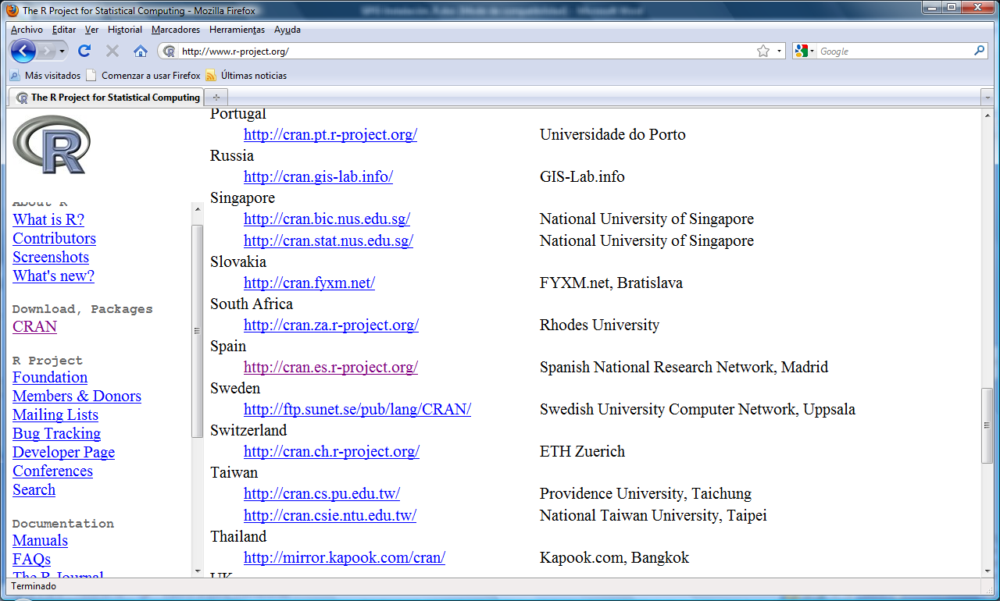 The R Project for Statistical Computing - Mozilla Firefox
Archivo Editar Ver Historial Marcadores Herramientas Ayuda
http://www.r-project.org/
Google
Más visitados Comenzar a usar Firefox Últimas noticias
The R Project for Statistical Computing
R
About R
What is R?
Contributors
Screenshots
What's new?
Download, Packages
CRAN
R Project
Foundation
Members & Donors
Mailing Lists
Bug Tracking
Developer Page
Conferences
Search
Documentation
Manuals
FAQs
The R Journal
Portugal
http://cran.pt.r-project.org/ Universidade do Porto
Russia
http://cran.gis-lab.info/ GIS-Lab.info
Singapore
http://cran.bic.nus.edu.sg/ National University of Singapore
http://cran.stat.nus.edu.sg/ National University of Singapore
Slovakia
http://cran.fyxm.net/ FYXM.net, Bratislava
South Africa
http://cran.za.r-project.org/ Rhodes University
Spain
http://cran.es.r-project.org/ Spanish National Research Network, Madrid
Sweden
http://ftp.sunet.se/pub/lang/CRAN/ Swedish University Computer Network, Uppsala
Switzerland
http://cran.ch.r-project.org/ ETH Zuerich
Taiwan
http://cran.cs.pu.edu.tw/ Providence University, Taichung
http://cran.csie.ntu.edu.tw/ National Taiwan University, Taipei
Thailand
http://mirror.kapook.com/cran/ Kapook.com, Bangkok
UK
Terminado